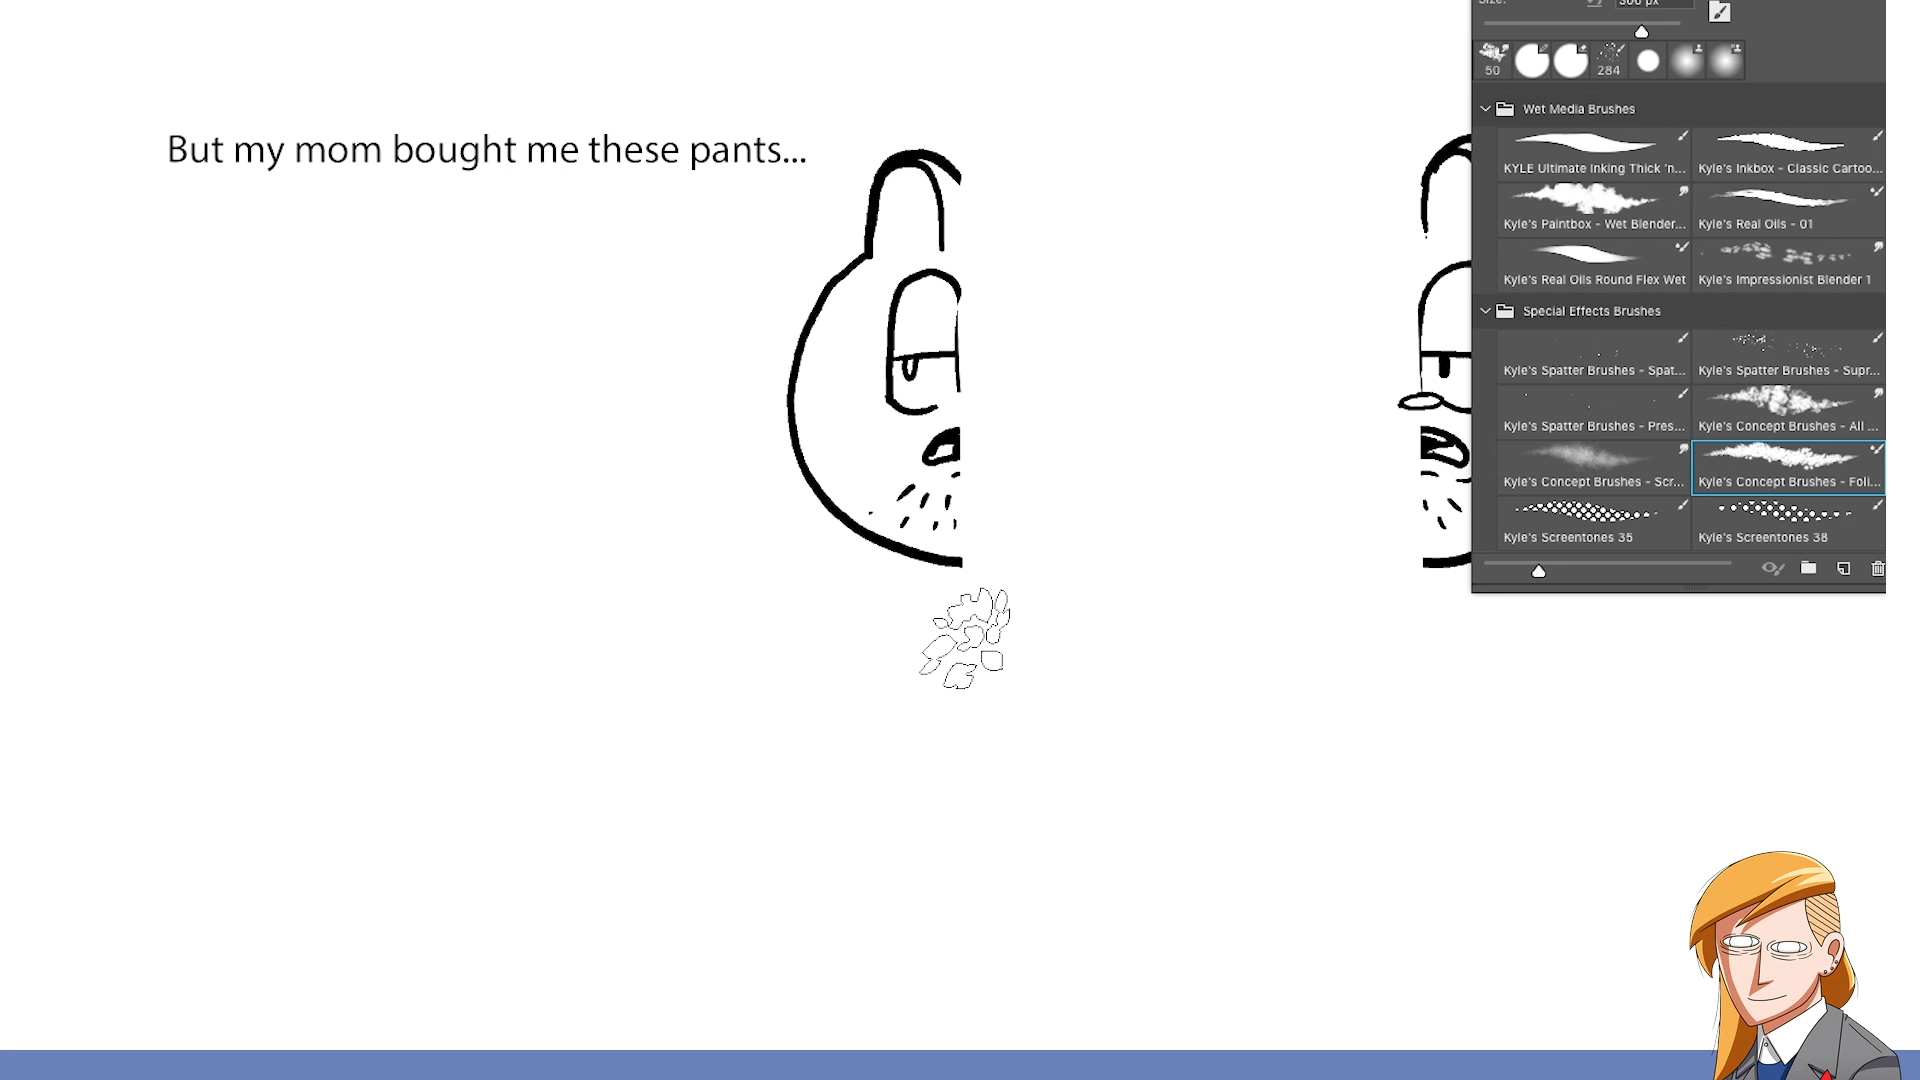 But my mom bought me these pants...
Size:
306 px
50
284
Wet Media Brushes
KYLE Ultimate Inking Thick 'n...
Kyle's Inkbox - Classic Cartoo...
Kyle's Paintbox - Wet Blender...
Kyle's Real Oils - 01
Kyle's Real Oils Round Flex Wet
Kyle's Impressionist Blender 1
Special Effects Brushes
Kyle's Spatter Brushes - Spat...
Kyle's Spatter Brushes - Supr...
Kyle's Spatter Brushes - Pres...
Kyle's Concept Brushes - All ...
Kyle's Concept Brushes - Scr...
Kyle's Concept Brushes - Foli...
Kyle's Screentones 35
Kyle's Screentones 38